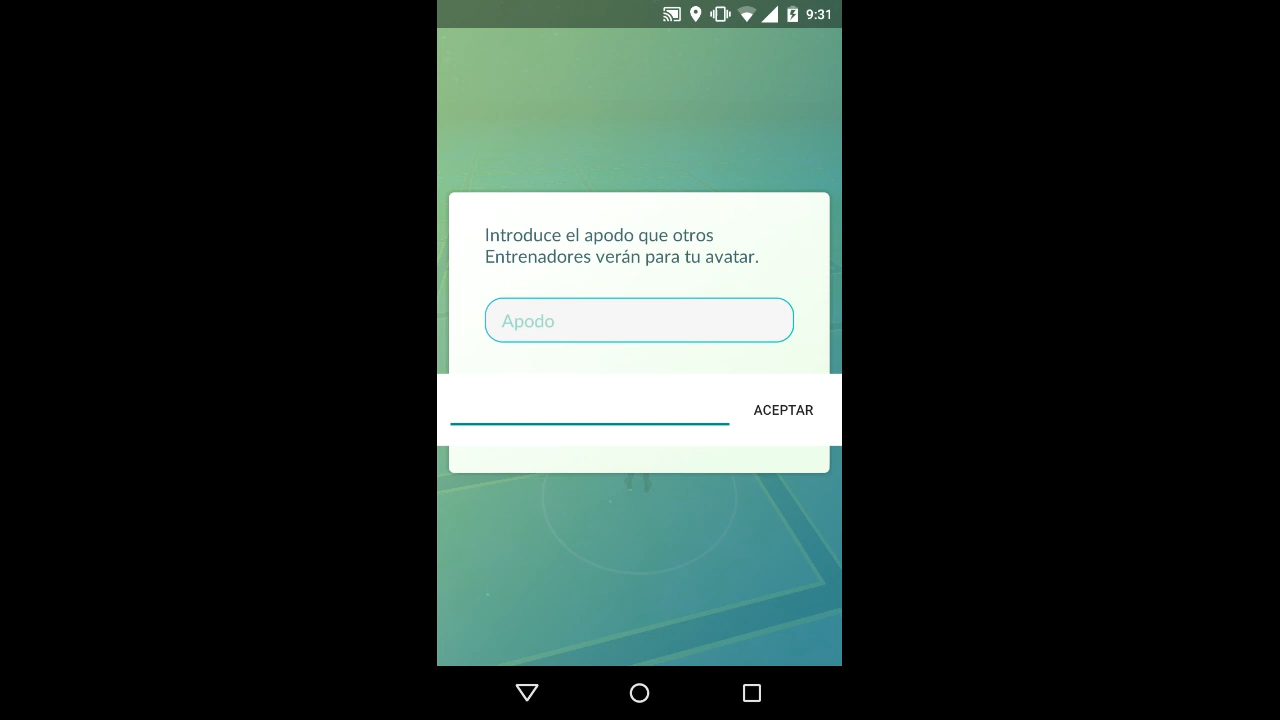 9:31
Introduce el apodo que otros
Entrenadores verán para tu avatar.
Apodo
ACEPTAR